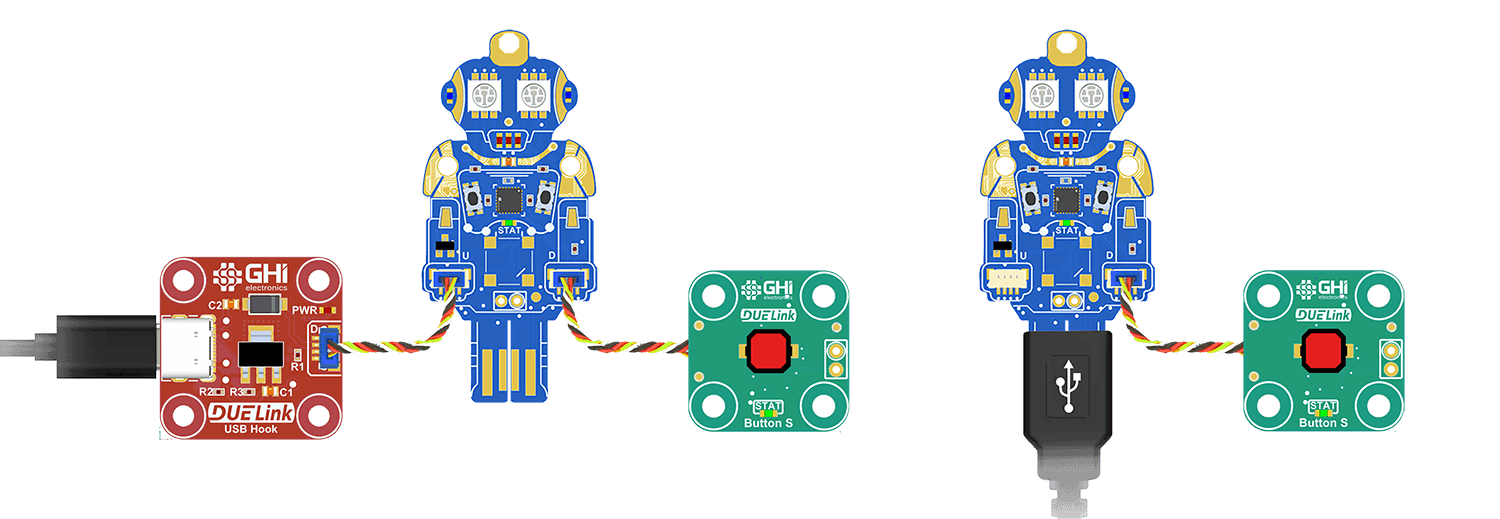 GHI
electronics
C2
PWR
D
R1
R2
R3
C1
DUELink
USB Hook
STAT
U
D
GHI
electronics
DUELink
STAT
Button S
STAT
U
D
GHI
electronics
DUELink
STAT
Button S